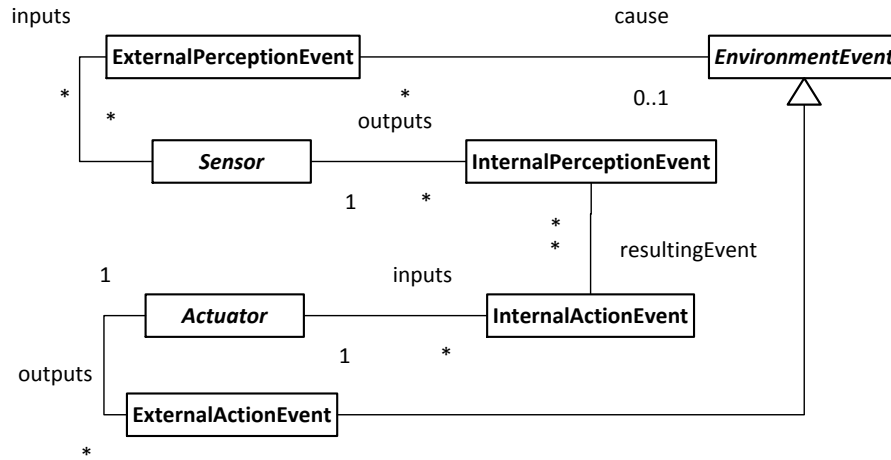 inputs
cause
ExternalPerceptionEvent
EnvironmentEvent
*
*
*
0..1
outputs
Sensor
InternalPerceptionEvent
1
*
*
*
resultingEvent
1
inputs
Actuator
InternalActionEvent
1
*
outputs
ExternalActionEvent
*